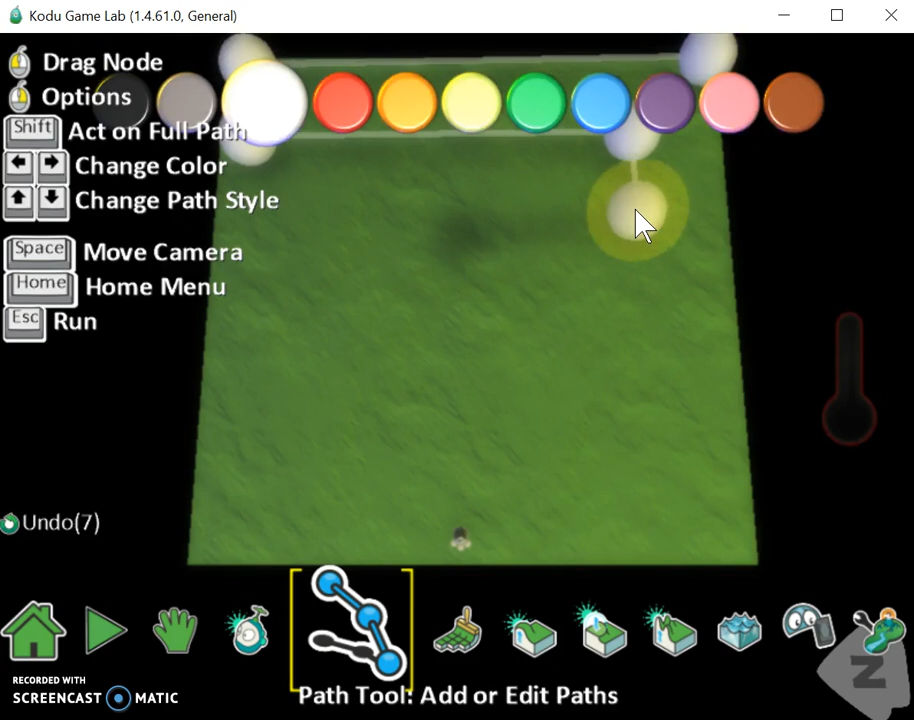 Kodu Game Lab (1.4.61.0, General)
Drag Node
Options
Shift Act on Full Path
Change Color
Change Path Style
Space Move Camera
Home Home Menu
Esc Run
Undo(7)
Path Tool: Add or Edit Paths
RECORDED WITH
SCREENCAST MATIC
N